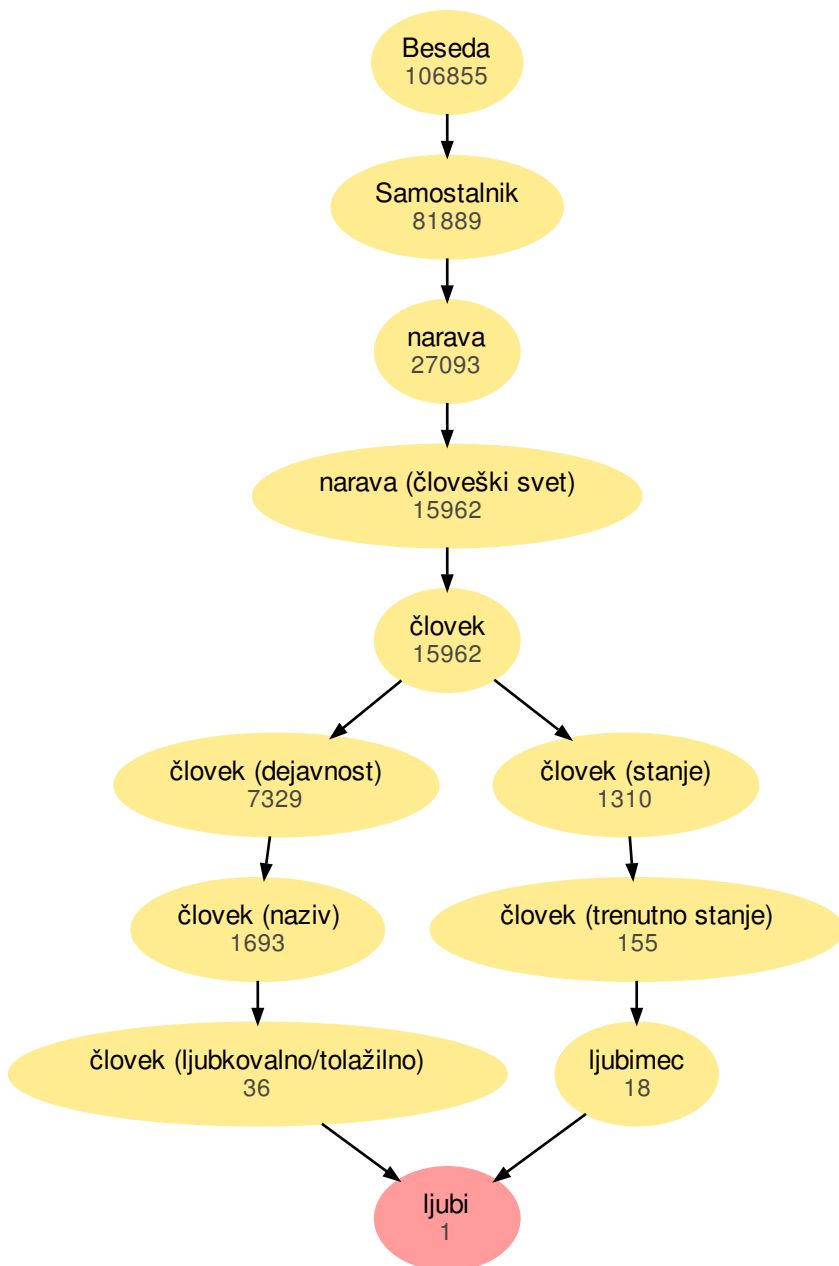 Beseda
106855
Samostalnik
81889
narava
27093
narava (človeški svet)
15962
človek
15962
človek (dejavnost)
7329
človek (stanje)
1310
človek (naziv)
1693
človek (trenutno stanje)
155
človek (ljubkovalno/tolažilno)
36
ljubimec
18
ljubi
1